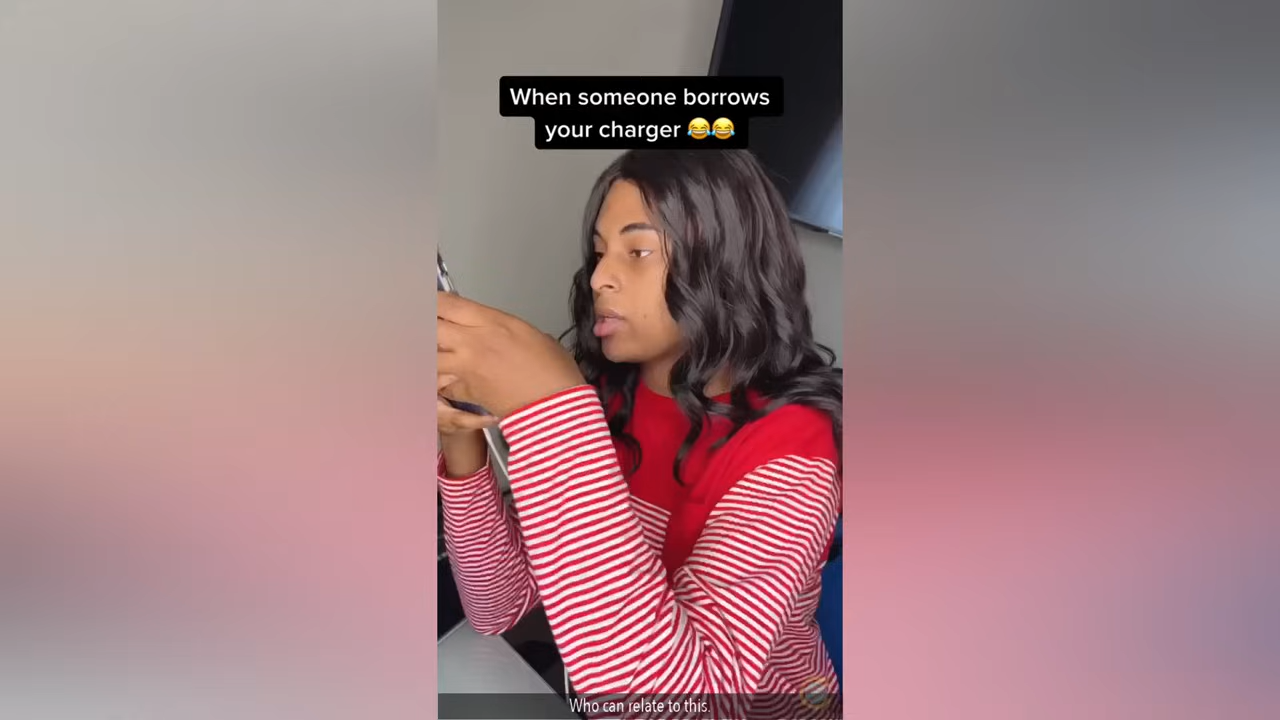 When someone borrows
your charger 😂😂
Who can relate to this.